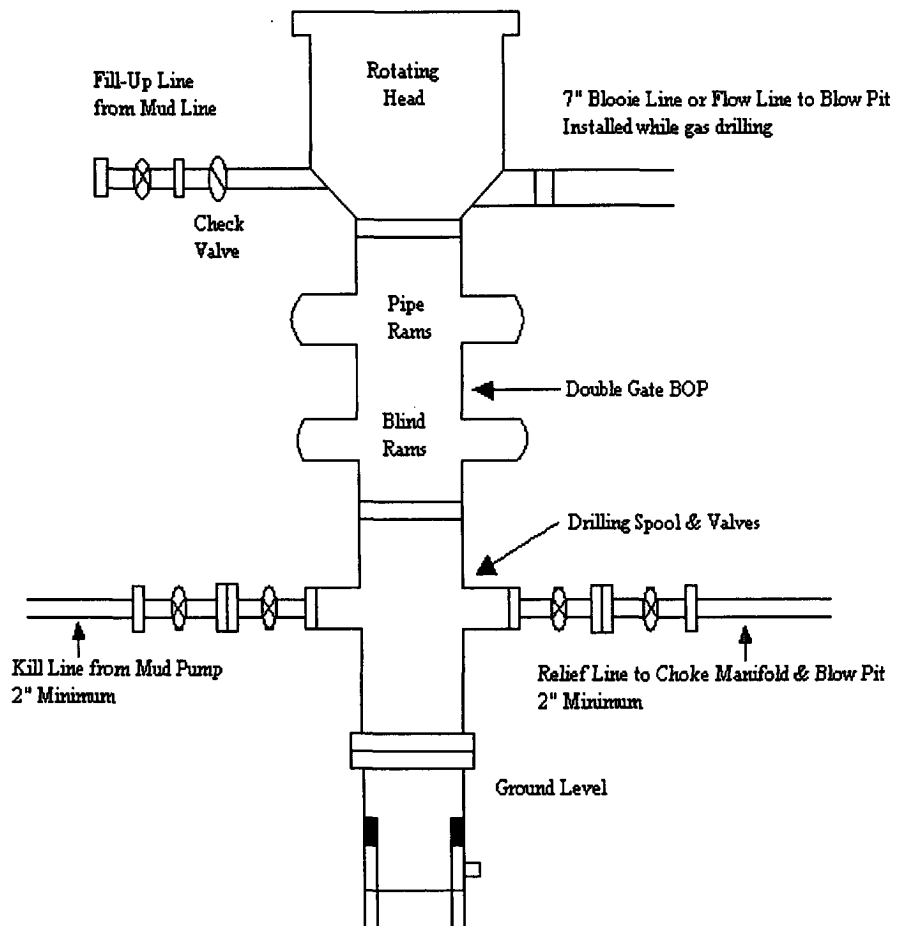 Rotating
Head
Fill-Up Line
from Mud Line
7" Blooie Line or Flow Line to Blow Pit
Installed while gas drilling
Check
Valve
Pipe
Rams
Double Gate BOP
Blind
Rams
Drilling Spool & Valves
Kill Line from Mud Pump
2" Minimum
Relief Line to Choke Manifold & Blow Pit
2" Minimum
Ground Level